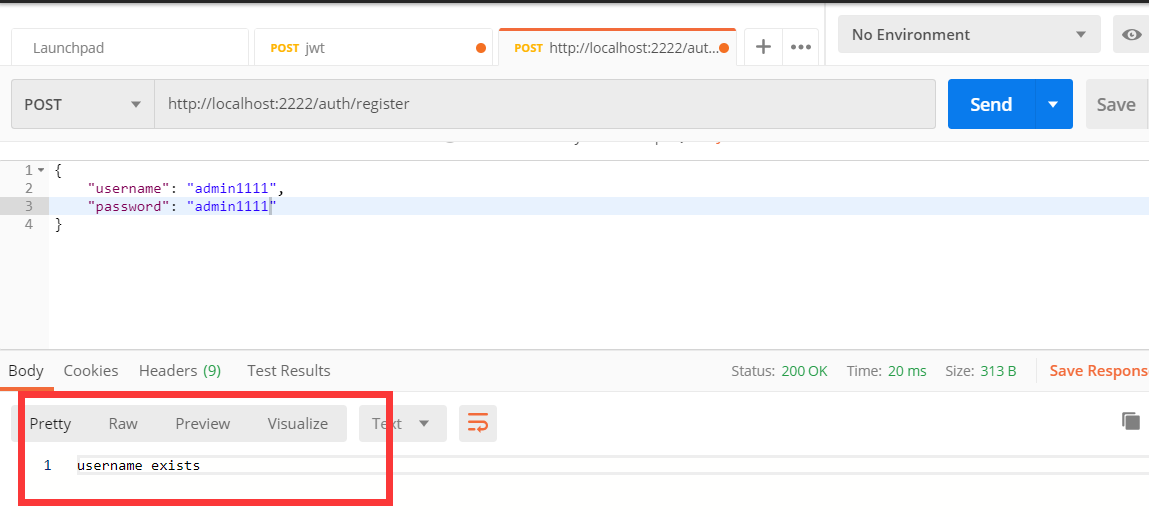 Launchpad
POST jwt
POST http://localhost:2222/aut...
No Environment
POST
http://localhost:2222/auth/register
Send
Save
1 {
2 "username": "admin1111",
3 "password": "admin1111"
4 }
Body Cookies Headers (9) Test Results
Status: 200 OK Time: 20 ms Size: 313 B Save Respons
Pretty Raw Preview Visualize Text
1 username exists